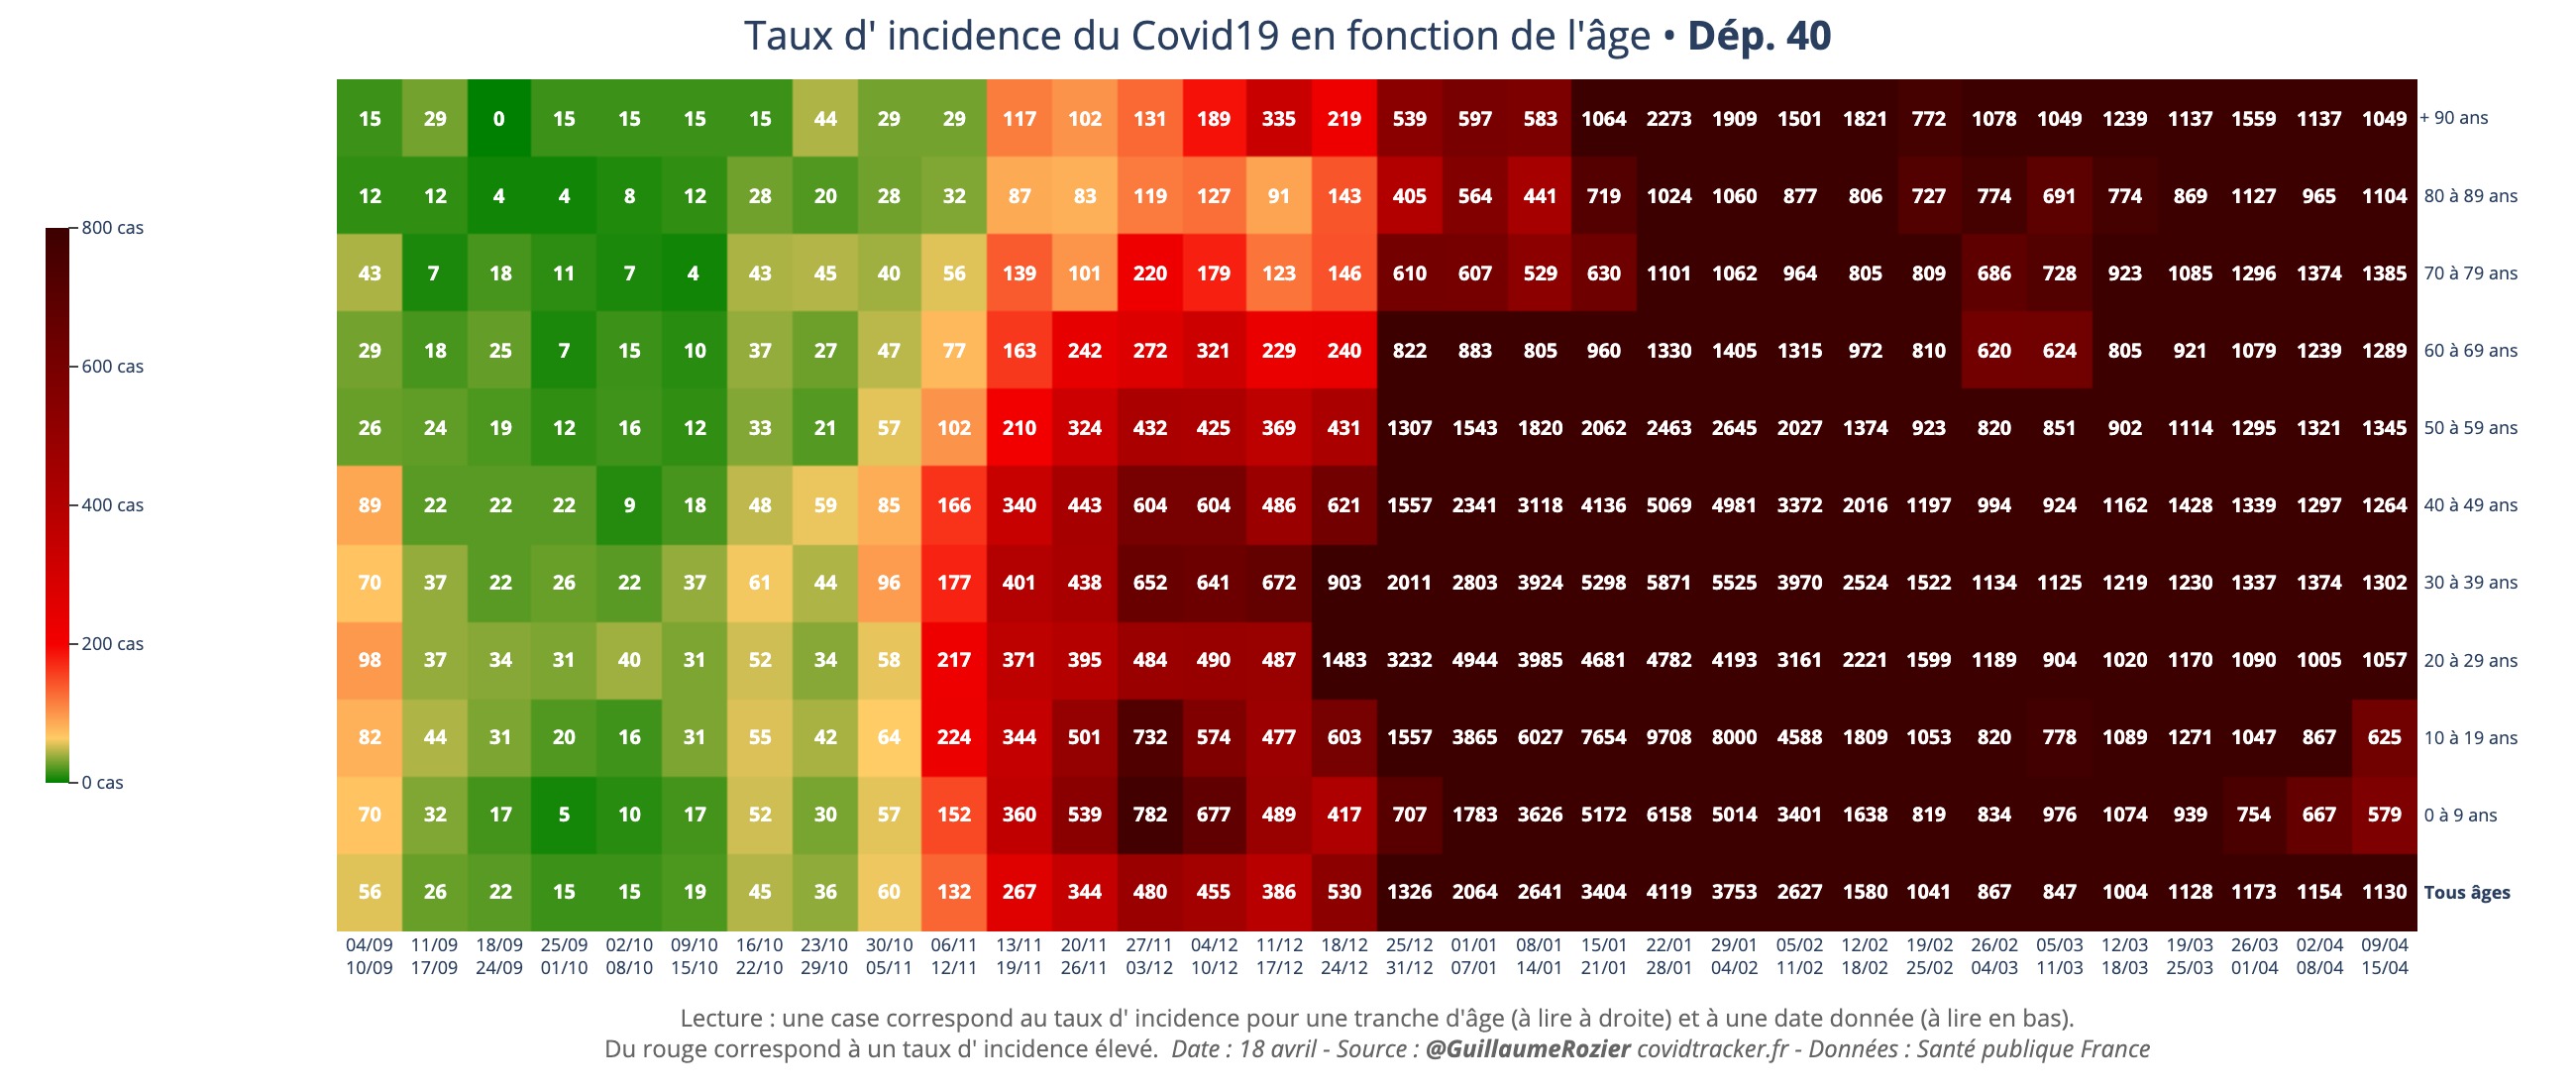 Taux d' incidence du Covid19 en fonction de l'âge • Dép. 40
800 cas
600 cas
400 cas
200 cas
0 cas
15 29 0 15 15 15 15 44 29 29 117 102 131 189 335 219 539 597 583 1064 2273 1909 1501 1821 772 1078 1049 1239 1137 1559 1137 1049 + 90 ans
12 12 4 4 8 12 28 20 28 32 87 83 119 127 91 143 405 564 441 719 1024 1060 877 806 727 774 691 774 869 1127 965 1104 80 à 89 ans
43 7 18 11 7 4 43 45 40 56 139 101 220 179 123 146 610 607 529 630 1101 1062 964 805 809 686 728 923 1085 1296 1374 1385 70 à 79 ans
29 18 25 7 15 10 37 27 47 77 163 242 272 321 229 240 822 883 805 960 1330 1405 1315 972 810 620 624 805 921 1079 1239 1289 60 à 69 ans
26 24 19 12 16 12 33 21 57 102 210 324 432 425 369 431 1307 1543 1820 2062 2463 2645 2027 1374 923 820 851 902 1114 1295 1321 1345 50 à 59 ans
89 22 22 22 9 18 48 59 85 166 340 443 604 604 486 621 1557 2341 3118 4136 5069 4981 3372 2016 1197 994 924 1162 1428 1339 1297 1264 40 à 49 ans
70 37 22 26 22 37 61 44 96 177 401 438 652 641 672 903 2011 2803 3924 5298 5871 5525 3970 2524 1522 1134 1125 1219 1230 1337 1374 1302 30 à 39 ans
98 37 34 31 40 31 52 34 58 217 371 395 484 490 487 1483 3232 4944 3985 4681 4782 4193 3161 2221 1599 1189 904 1020 1170 1090 1005 1057 20 à 29 ans
82 44 31 20 16 31 55 42 64 224 344 501 732 574 477 603 1557 3865 6027 7654 9708 8000 4588 1809 1053 820 778 1089 1271 1047 867 625 10 à 19 ans
70 32 17 5 10 17 52 30 57 152 360 539 782 677 489 417 707 1783 3626 5172 6158 5014 3401 1638 819 834 976 1074 939 754 667 579 0 à 9 ans
56 26 22 15 15 19 45 36 60 132 267 344 480 455 386 530 1326 2064 2641 3404 4119 3753 2627 1580 1041 867 847 1004 1128 1173 1154 1130 Tous âges
04/09 11/09 18/09 25/09 02/10 09/10 16/10 23/10 30/10 06/11 13/11 20/11 27/11 04/12 11/12 18/12 25/12 01/01 08/01 15/01 22/01 29/01 05/02 12/02 19/02 26/02 05/03 12/03 19/03 26/03 02/04 09/04
10/09 17/09 24/09 01/10 08/10 15/10 22/10 29/10 05/11 12/11 19/11 26/11 03/12 10/12 17/12 24/12 31/12 07/01 14/01 21/01 28/01 04/02 11/02 18/02 25/02 04/03 11/03 18/03 25/03 01/04 08/04 15/04
Lecture : une case correspond au taux d' incidence pour une tranche d'âge (à lire à droite) et à une date donnée (à lire en bas).
Du rouge correspond à un taux d' incidence élevé. Date : 18 avril - Source : @GuillaumeRozier covidtracker.fr - Données : Santé publique France